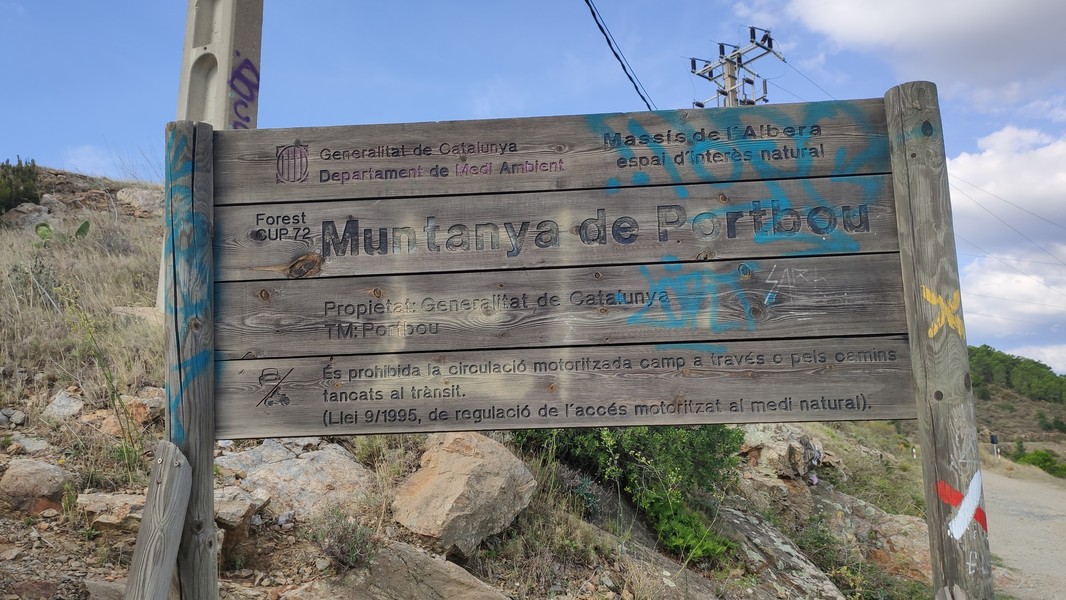 Generalitat de Catalunya
Departament de Medi Ambient
Massís de l'Albera
espai d'interès natural
Forest
CUP 72
Muntanya de Portbou
Propietat: Generalitat de Catalunya
TM: Portbou
És prohibida la circulació motoritzada camp a través o pels camins
tancats al trànsit.
(Llei 9/1995, de regulació de l'accés motoritzat al medi natural).